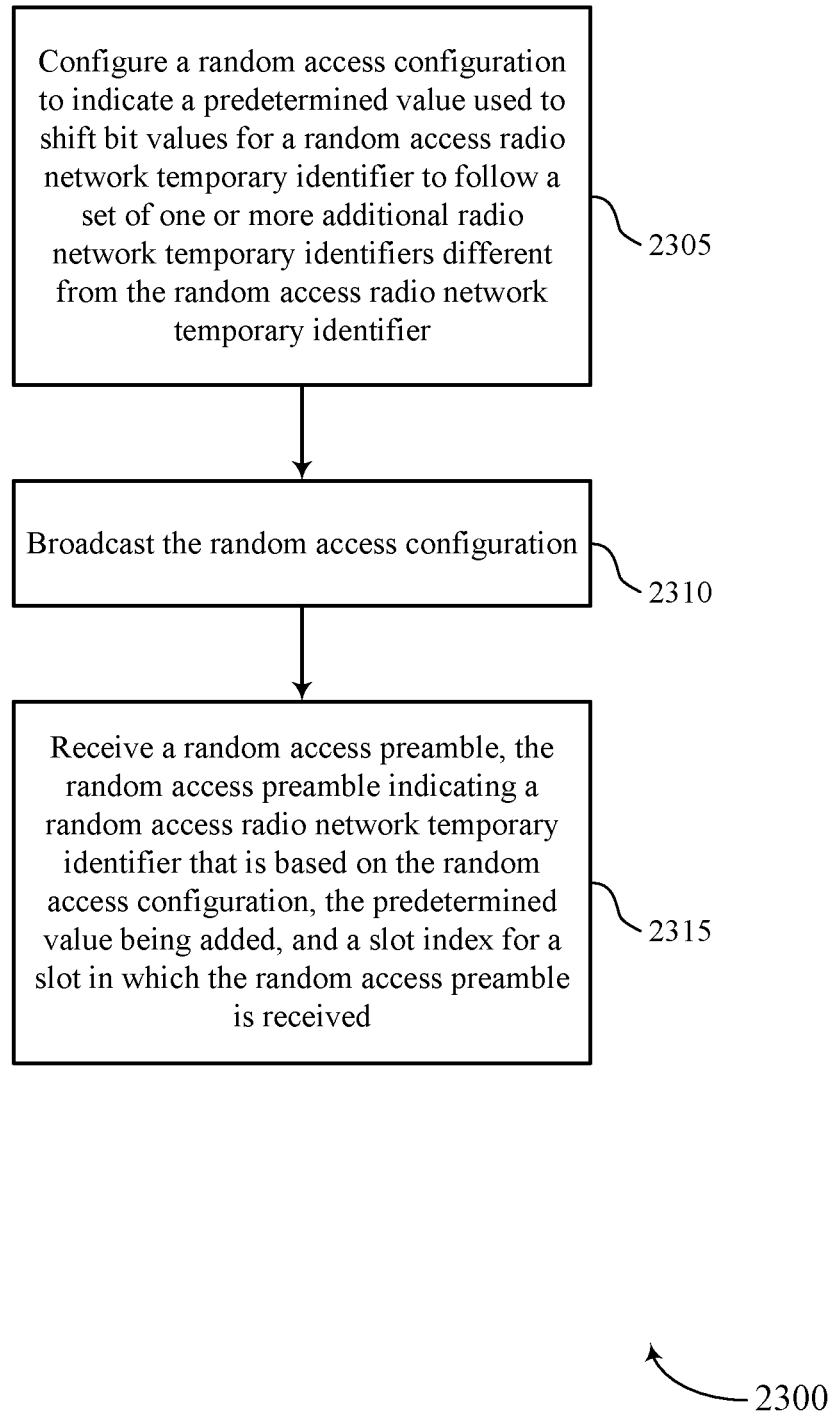 Configure a random access configuration
to indicate a predetermined value used to
shift bit values for a random access radio
network temporary identifier to follow a
set of one or more additional radio
network temporary identifiers different
from the random access radio network
temporary identifier
2305
Broadcast the random access configuration
2310
Receive a random access preamble, the
random access preamble indicating a
random access radio network temporary
identifier that is based on the random
access configuration, the predetermined
value being added, and a slot index for a
slot in which the random access preamble
is received
2315
2300